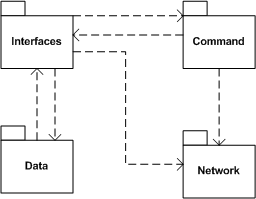 Interfaces
Command
Data
Network